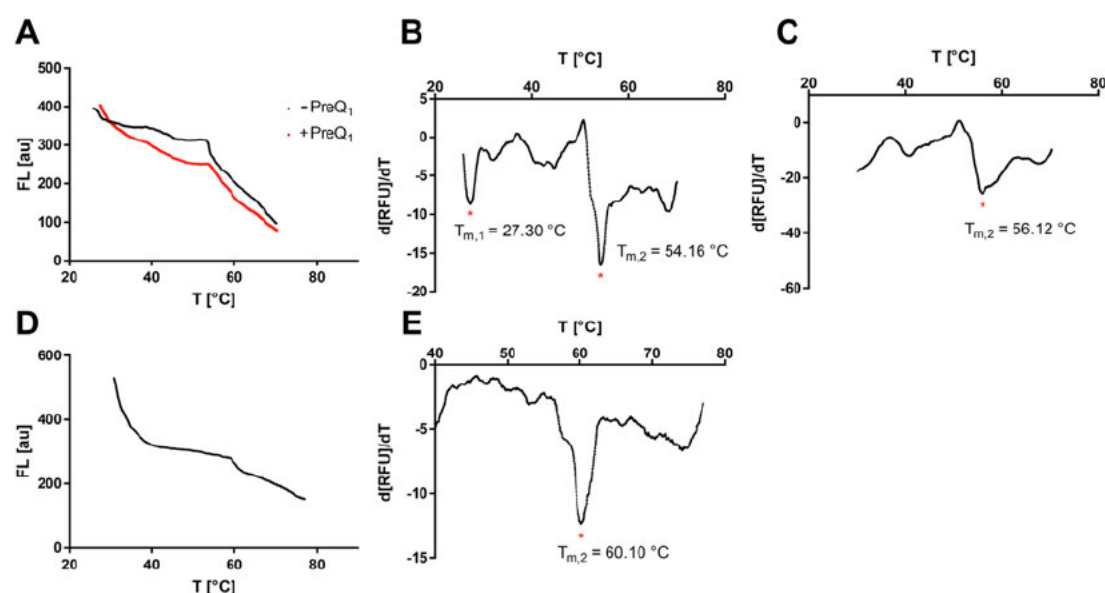 A
FL [au]
500
400
300
200
100
0
20
40
60
80
T [°C]
− PreQ₁
+ PreQ₁
B
T [°C]
20
40
60
80
d[RFU]/dT
5
0
-5
-10
-15
-20
*
Tm,1 = 27.30 °C
Tm,2 = 54.16 °C
*
C
T [°C]
20
40
60
80
d[RFU]/dT
0
-20
-40
-60
*
Tm,2 = 56.12 °C
D
FL [au]
600
400
200
0
20
40
60
80
T [°C]
E
T [°C]
40
50
60
70
80
d[RFU]/dT
0
-5
-10
-15
*
Tm,2 = 60.10 °C